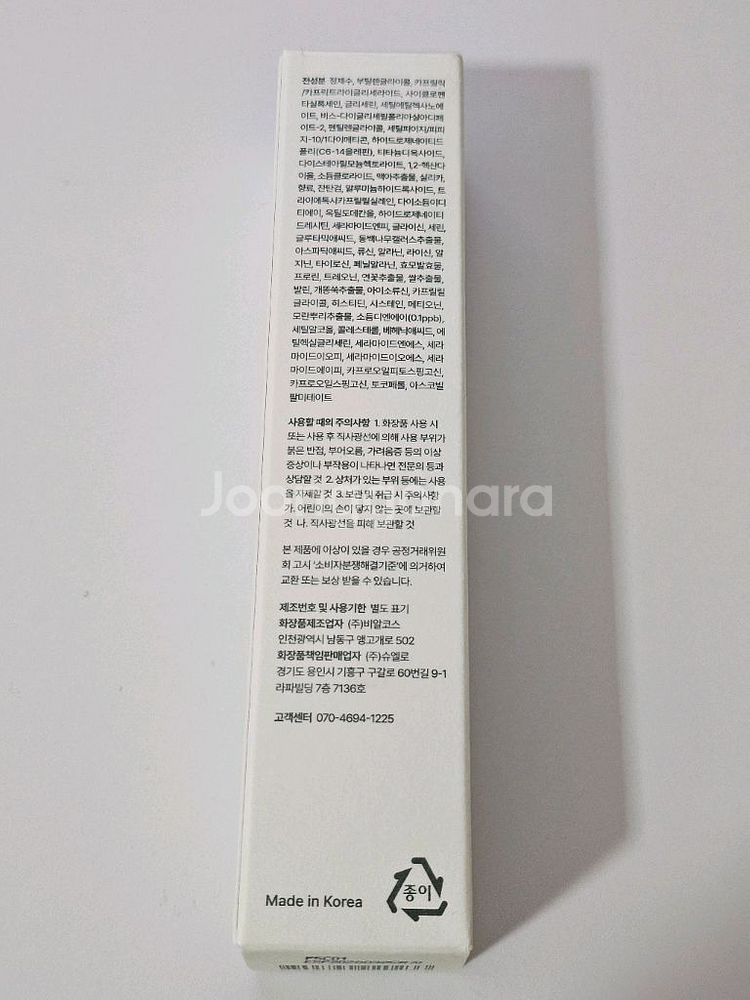 전성분 정제수, 부틸렌글라이콜, 카프릴릭
/카프릭트라이글리세라이드, 사이클로펜
타실록세인, 글리세린, 세틸에틸헥사노에
이트, 비스-다이글리세릴폴리아실아디페
이트-2, 펜틸렌글라이콜, 세틸피이지/피피
지-10/1다이메티콘, 하이드로제네이티드
폴리(C6-14올레핀), 티타늄디옥사이드,
다이스테아릴모늄헥토라이트, 1,2-헥산다
이올, 소듐클로라이드, 맥아추출물, 실리카,
향료, 잔탄검, 알루미늄하이드록사이드, 트
라이에톡시카프릴릴실레인, 다이소듐이디
티에이, 옥틸도데칸올, 하이드로제네이티
드레시틴, 세라마이드엔피, 글라이신, 세린,
글루타믹애씨드, 동백나무캘러스추출물,
아스파틱애씨드, 류신, 알라닌, 라이신, 알
지닌, 타이로신, 페닐알라닌, 효모발효물,
프로린, 트레오닌, 연꽃추출물, 쌀추출물,
발린, 개똥쑥추출물, 아이소류신, 카프릴릴
글라이콜, 히스티딘, 시스테인, 메티오닌,
모란뿌리추출물, 소듐디엔에이(0.1ppb),
세틸알코올, 콜레스테롤, 베헤닉애씨드, 에
틸헥실글리세린, 세라마이드엔에스, 세라
마이드이오피, 세라마이드이오에스, 세라
마이드에이피, 카프로오일피토스핑고신,
카프로오일스핑고신, 토코페롤, 아스코빌
팔미테이트
사용할 때의 주의사항 1. 화장품 사용 시
또는 사용 후 직사광선에 의해 사용 부위가
붉은 반점, 부어오름, 가려움증 등의 이상
증상이나 부작용이 나타나면 전문의 등과
상담할 것 2. 상처가 있는 부위 등에는 사용
을 자제할 것 3. 보관 및 취급 시 주의사항
가. 어린이의 손이 닿지 않는 곳에 보관할
것 나. 직사광선을 피해 보관할 것
본 제품에 이상이 있을 경우 공정거래위원
회 고시 '소비자분쟁해결기준'에 의거하여
교환 또는 보상 받을 수 있습니다.
제조번호 및 사용기한 별도 표기
화장품제조업자 (주)비알코스
인천광역시 남동구 앵고개로 502
화장품책임판매업자 (주)슈엘로
경기도 용인시 기흥구 구갈로 60번길 9-1
라파빌딩 7층 7136호
고객센터 070-4694-1225
종이
Made in Korea